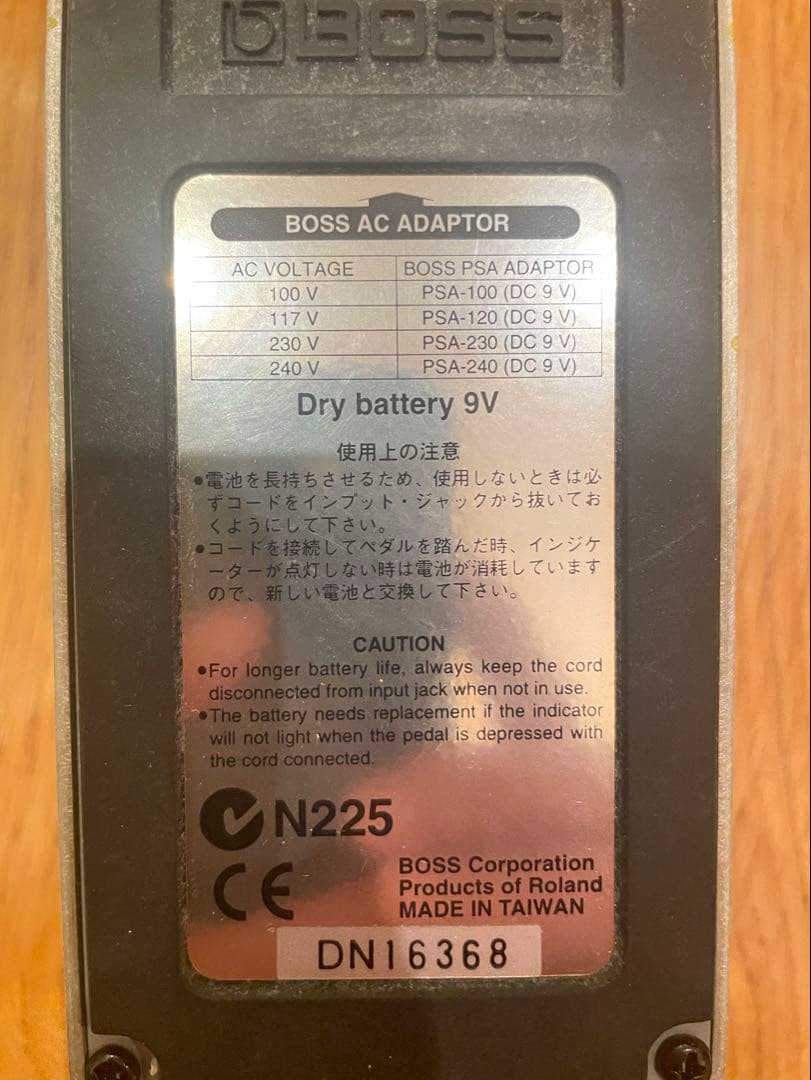 BOSS
BOSS AC ADAPTOR
AC VOLTAGE BOSS PSA ADAPTOR
100 V PSA-100 (DC 9 V)
117 V PSA-120 (DC 9 V)
230 V PSA-230 (DC 9 V)
240 V PSA-240 (DC 9 V)
Dry battery 9V
使用上の注意
●電池を長持ちさせるため、使用しないときは必
ずコードをインプット・ジャックから抜いてお
くようにして下さい。
●コードを接続してペダルを踏んだ時、インジケ
ーターが点灯しない時は電池が消耗しています
ので、新しい電池と交換して下さい。
CAUTION
●For longer battery life, always keep the cord
disconnected from input jack when not in use.
●The battery needs replacement if the indicator
will not light when the pedal is depressed with
the cord connected.
N225
CE
BOSS Corporation
Products of Roland
MADE IN TAIWAN
DN16368